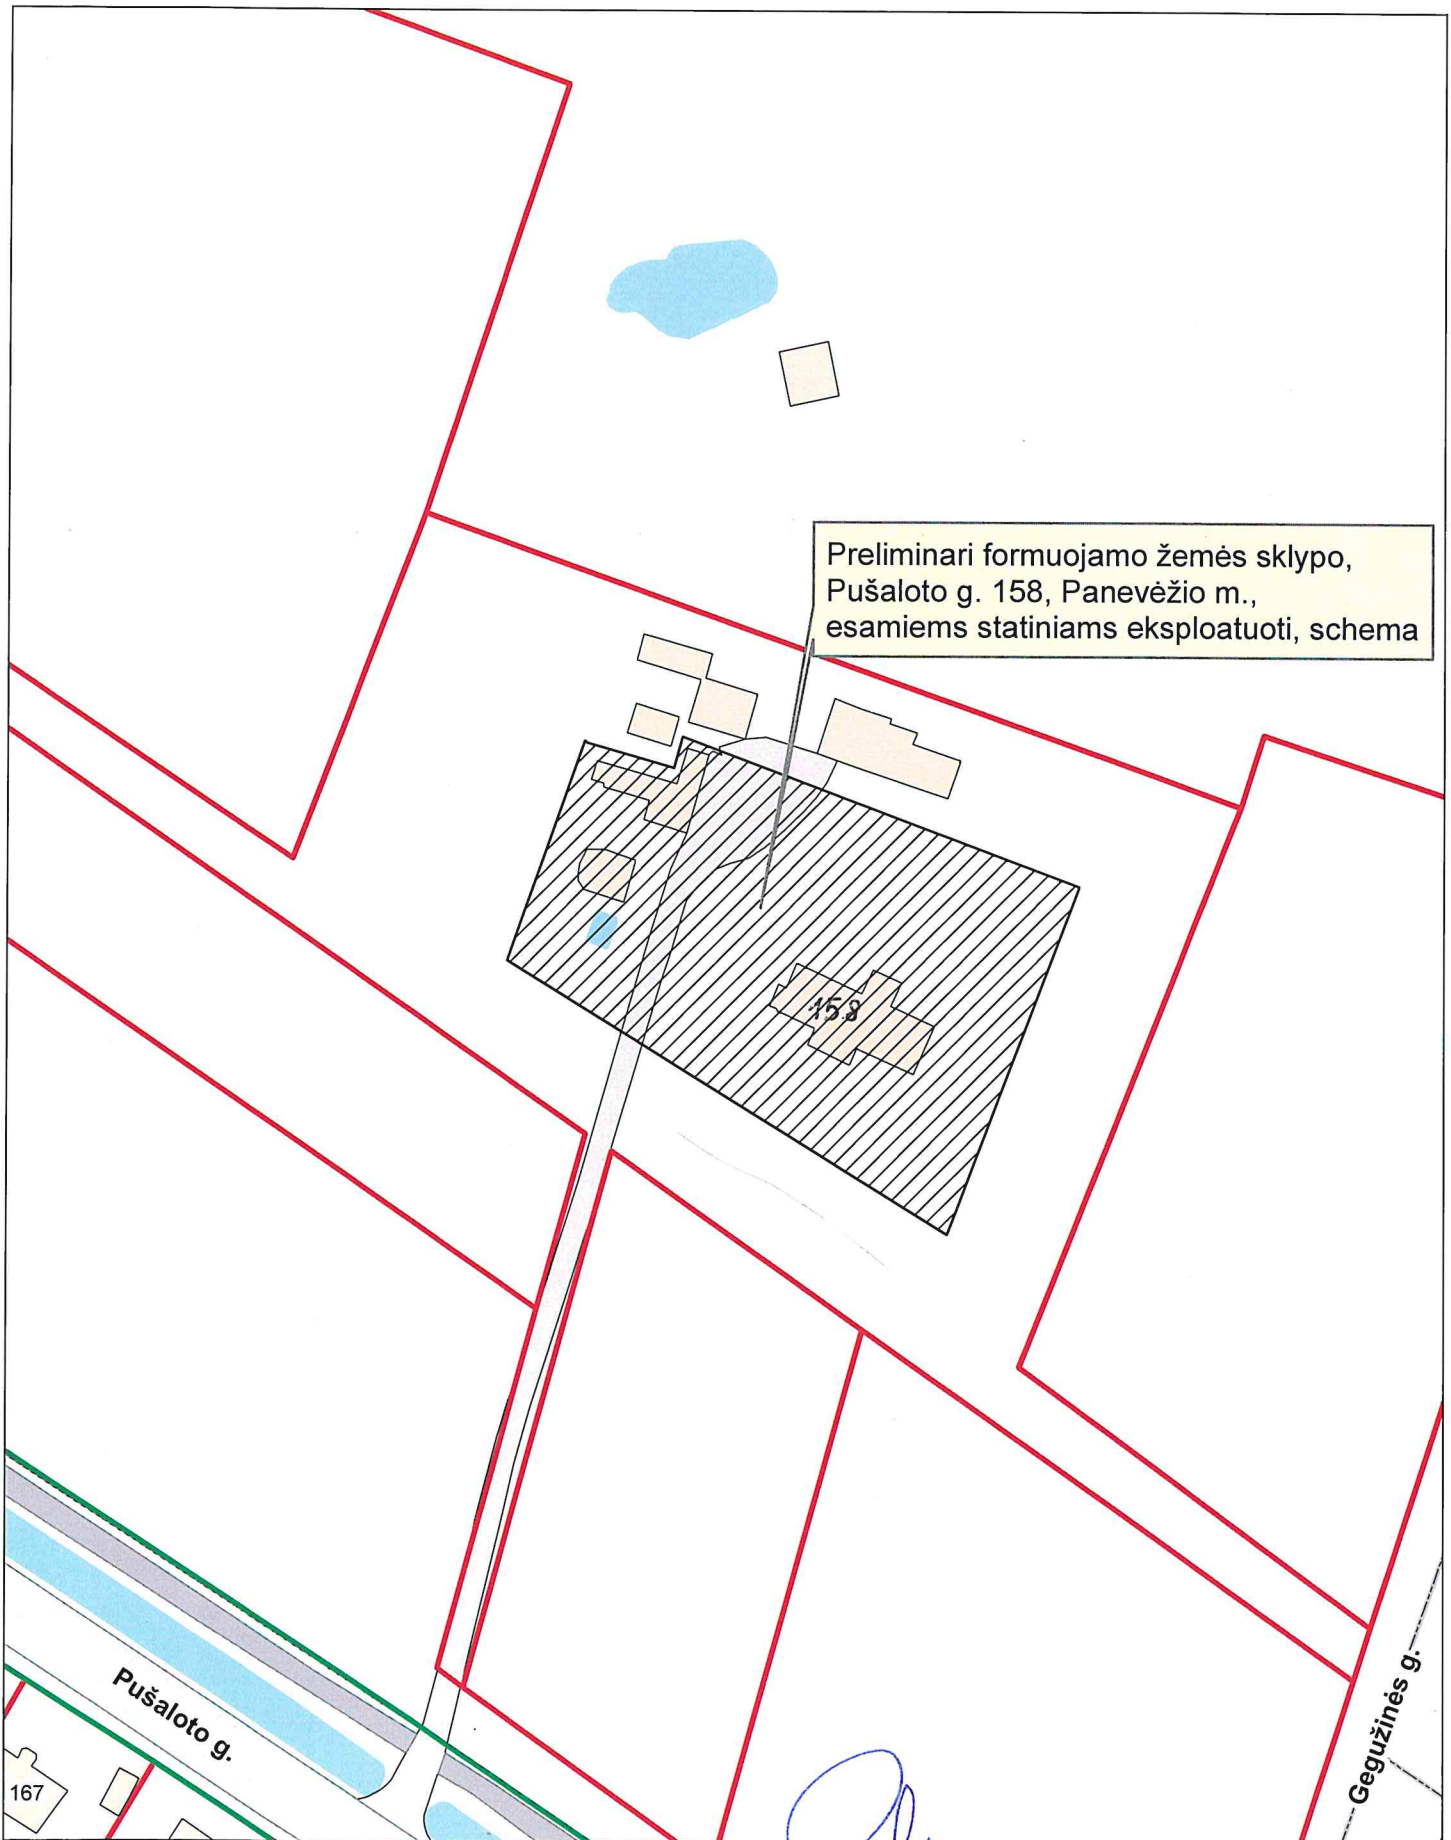 Preliminari formuojamo žemės sklypo,
Pušaloto g. 158, Panevėžio m.,
esamiems statiniams eksploatuoti, schema
158
Pušaloto g.
Gegužinės g.
167